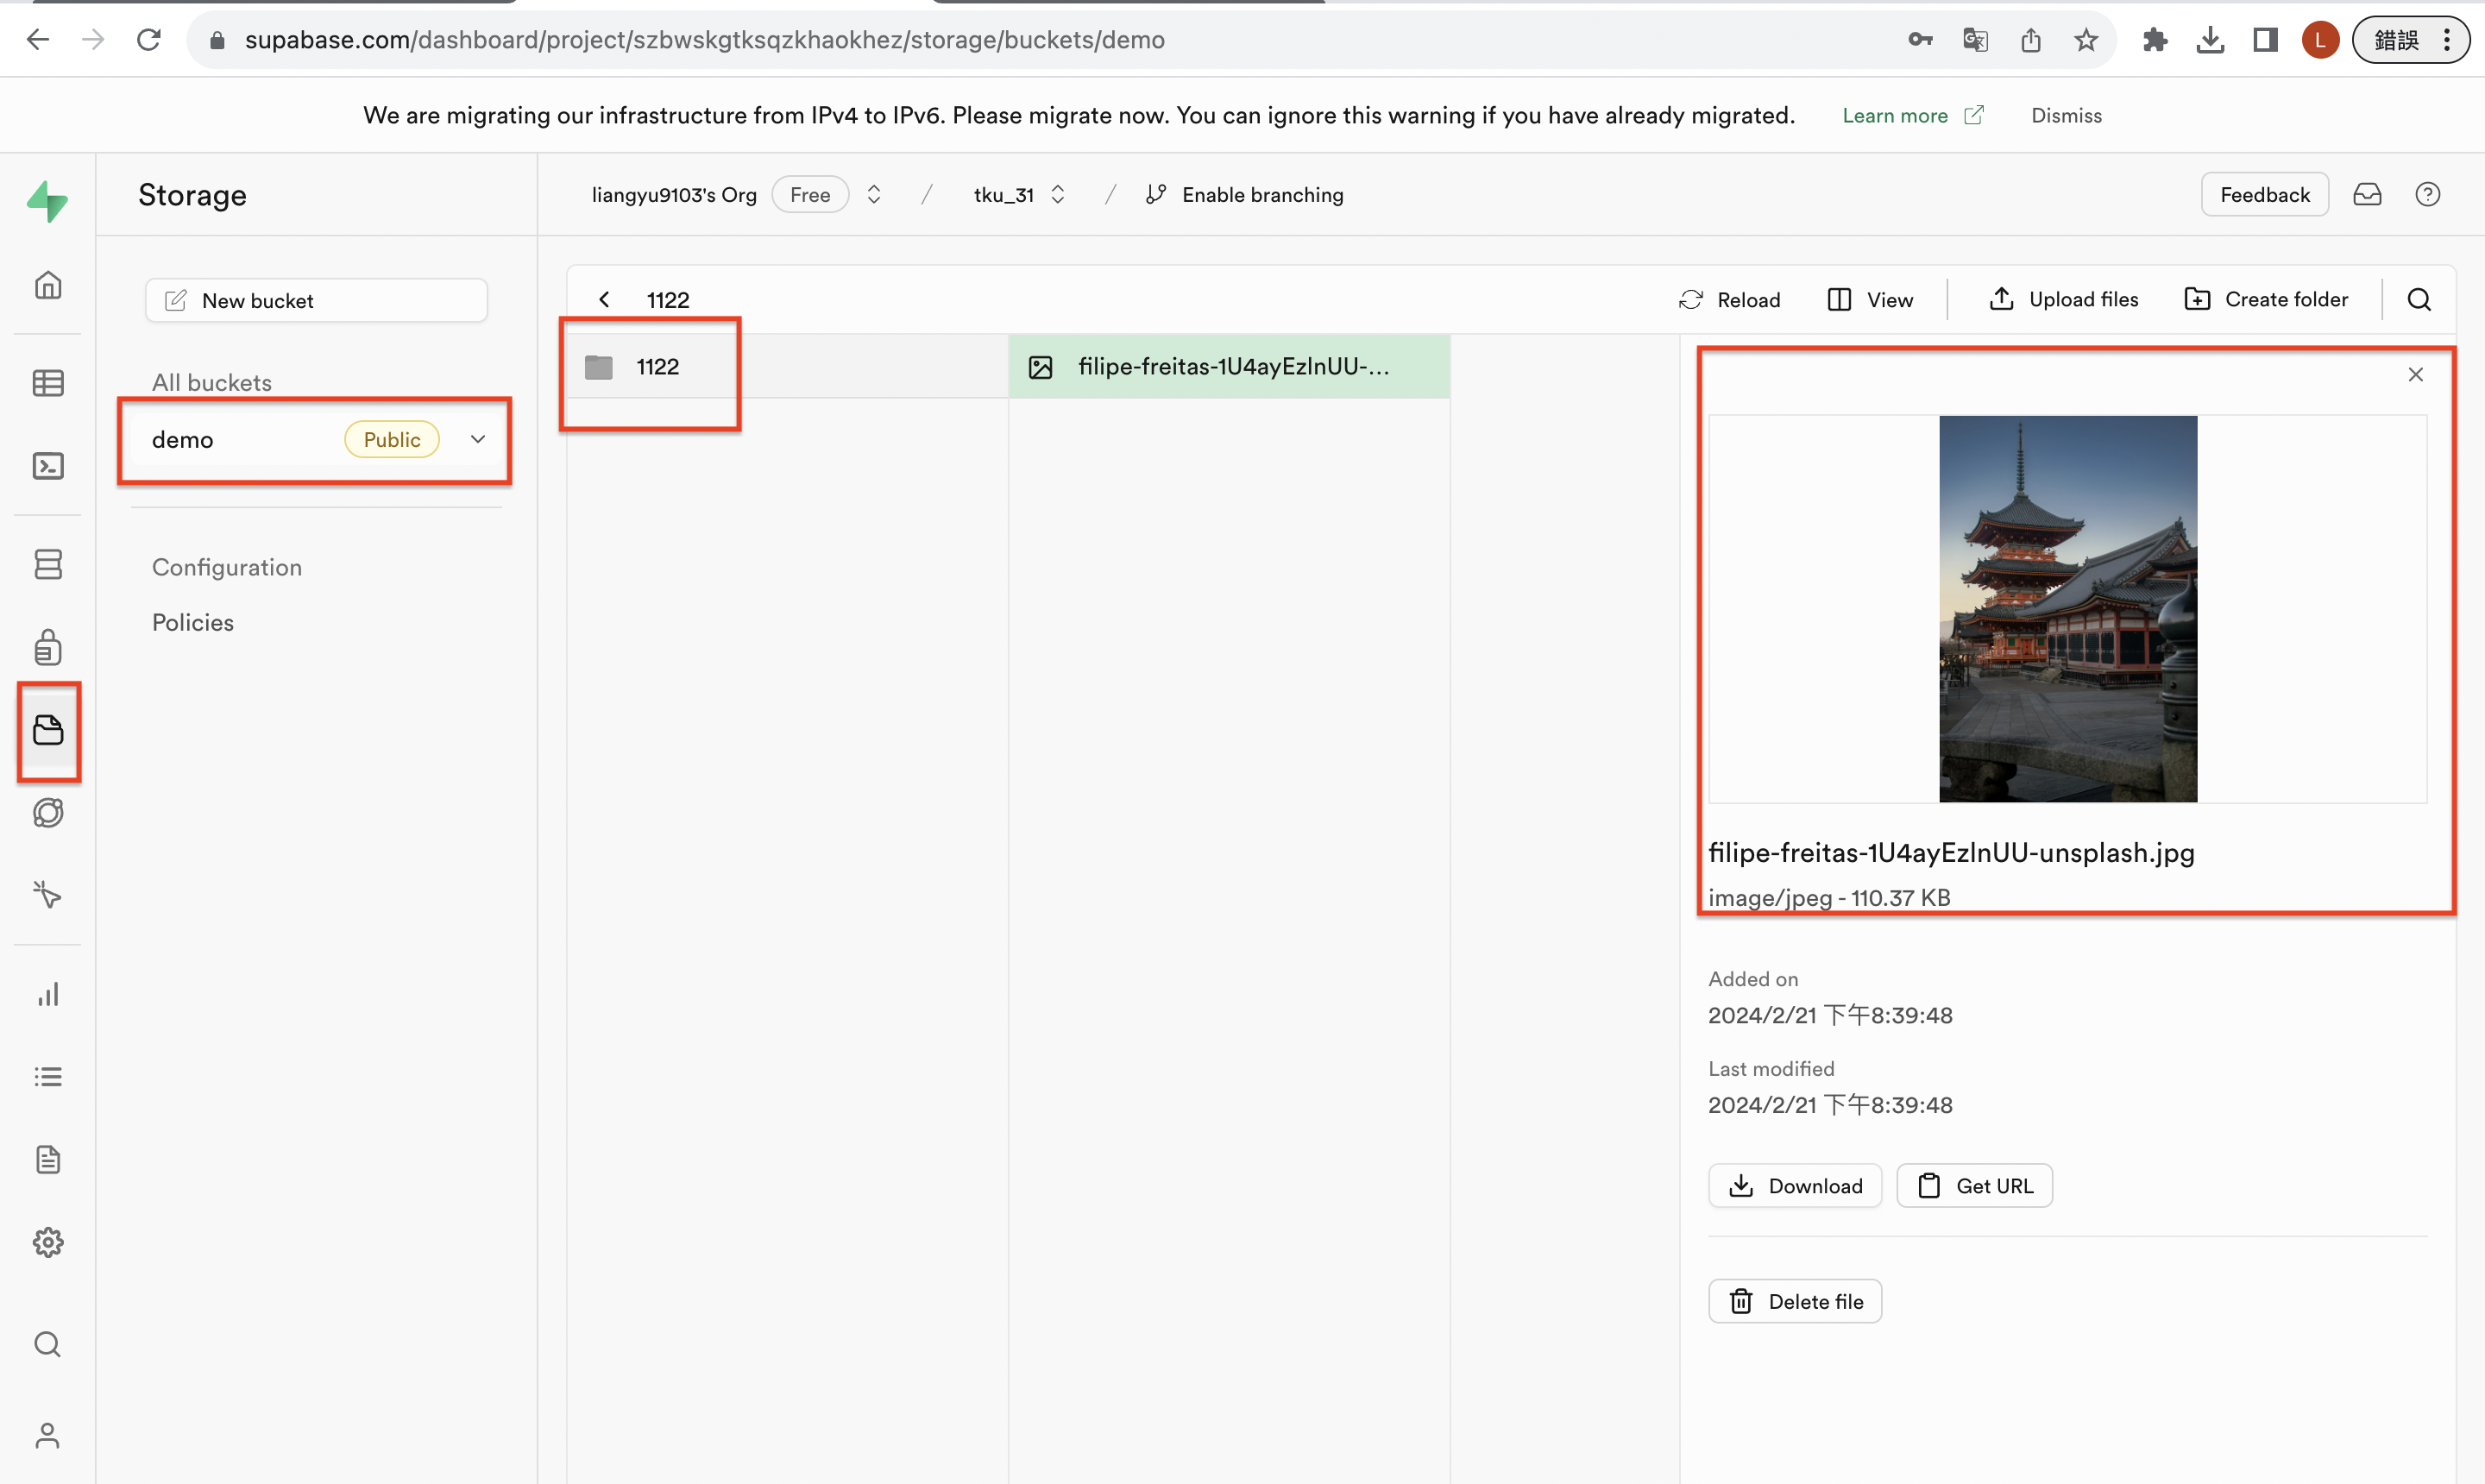 supabase.com/dashboard/project/szbwskgtksqzkhaokhez/storage/buckets/demo
L
錯誤
We are migrating our infrastructure from IPv4 to IPv6. Please migrate now. You can ignore this warning if you have already migrated.
Learn more
Dismiss
Storage
liangyu9103's Org
Free
/
tku_31
/
Enable branching
Feedback
New bucket
All buckets
demo
Public
Configuration
Policies
1122
Reload
View
Upload files
Create folder
1122
filipe-freitas-1U4ayEzlnUU-...
filipe-freitas-1U4ayEzlnUU-unsplash.jpg
image/jpeg - 110.37 KB
Added on
2024/2/21 下午8:39:48
Last modified
2024/2/21 下午8:39:48
Download
Get URL
Delete file